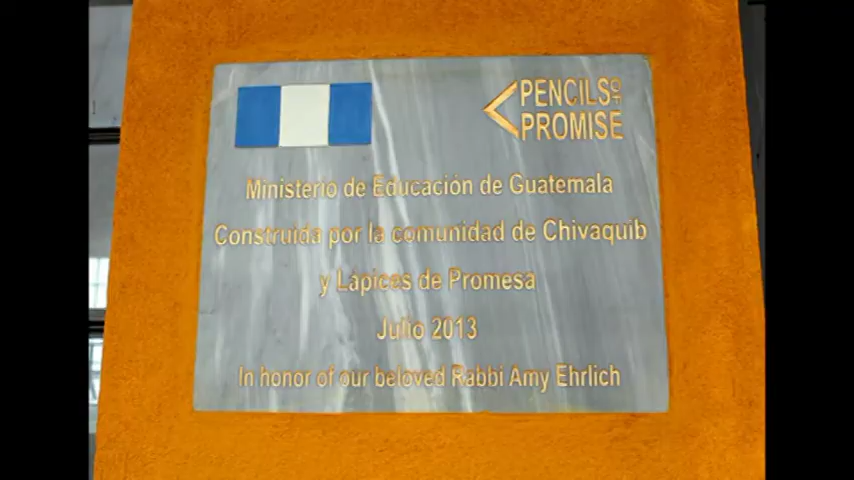 PENCILS OF
PROMISE
Ministerio de Educación de Guatemala
Construida por la comunidad de Chivaquib
y Lápices de Promesa
Julio 2013
In honor of our beloved Rabbi Amy Ehrlich